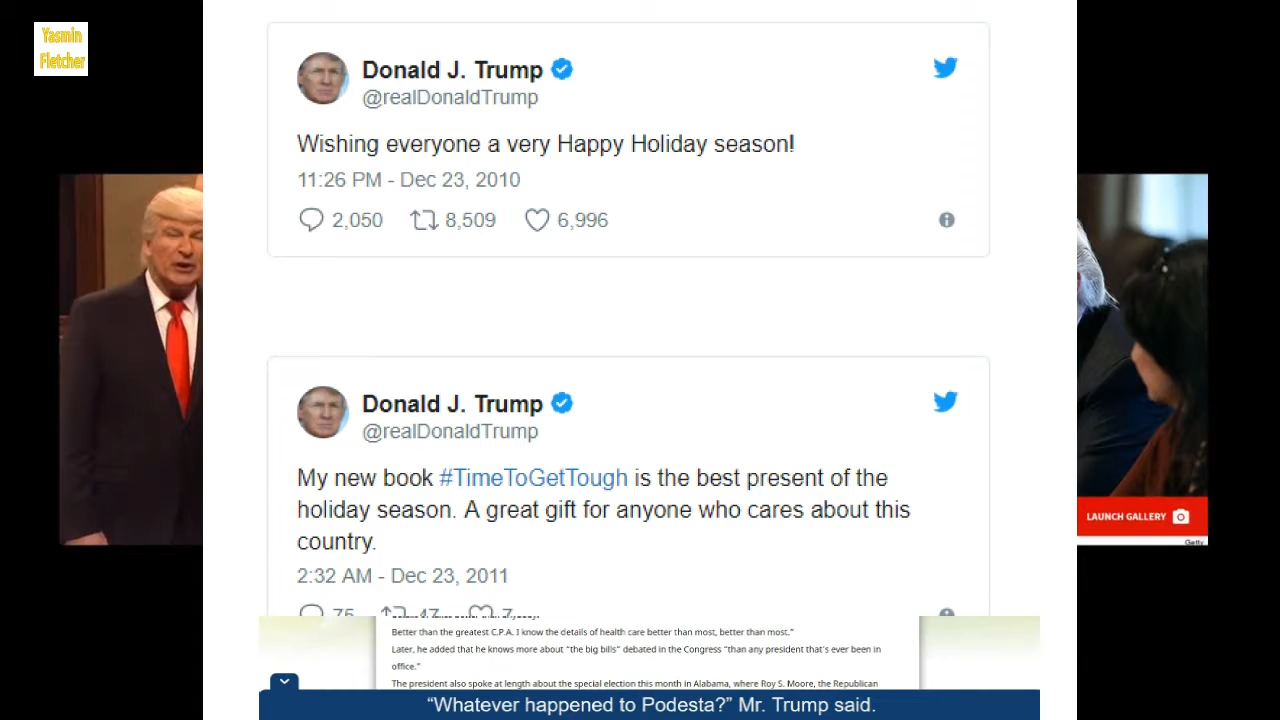 Yasmin
Fletcher
Donald J. Trump
@realDonaldTrump
Wishing everyone a very Happy Holiday season!
11:26 PM - Dec 23, 2010
2,050 8,509 6,996
Donald J. Trump
@realDonaldTrump
My new book #TimeToGetTough is the best present of the
holiday season. A great gift for anyone who cares about this
country.
2:32 AM - Dec 23, 2011
75 47 7
LAUNCH GALLERY
Getty
Better than the greatest C.P.A. I know the details of health care better than most, better than most.”
Later, he added that he knows more about “the big bills” debated in the Congress “than any president that’s ever been in
office.”
The president also spoke at length about the special election this month in Alabama, where Roy S. Moore, the Republican
“Whatever happened to Podesta?” Mr. Trump said.